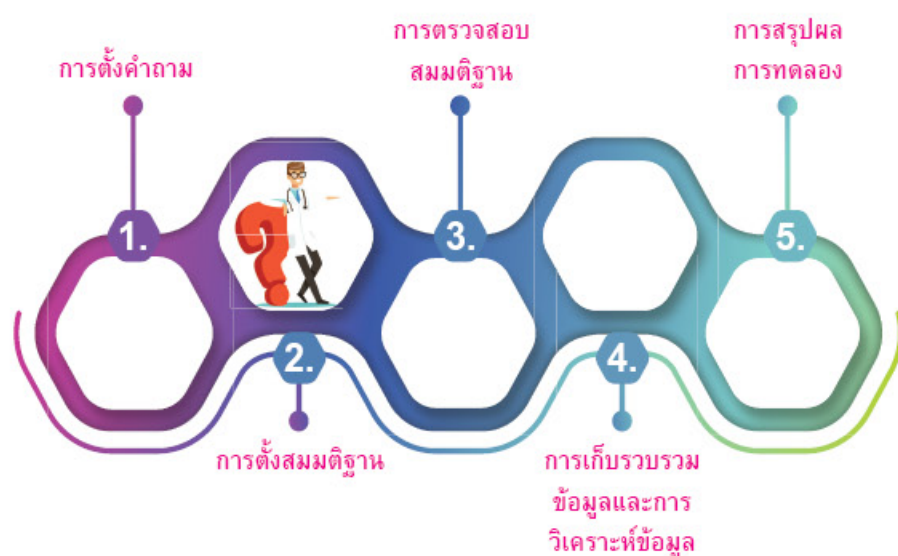 การตั้งคำถาม
1.
2.
การตั้งสมมติฐาน
การตรวจสอบ
สมมติฐาน
3.
4.
การเก็บรวบรวม
ข้อมูลและการ
วิเคราะห์ข้อมูล
การสรุปผล
การทดลอง
5.